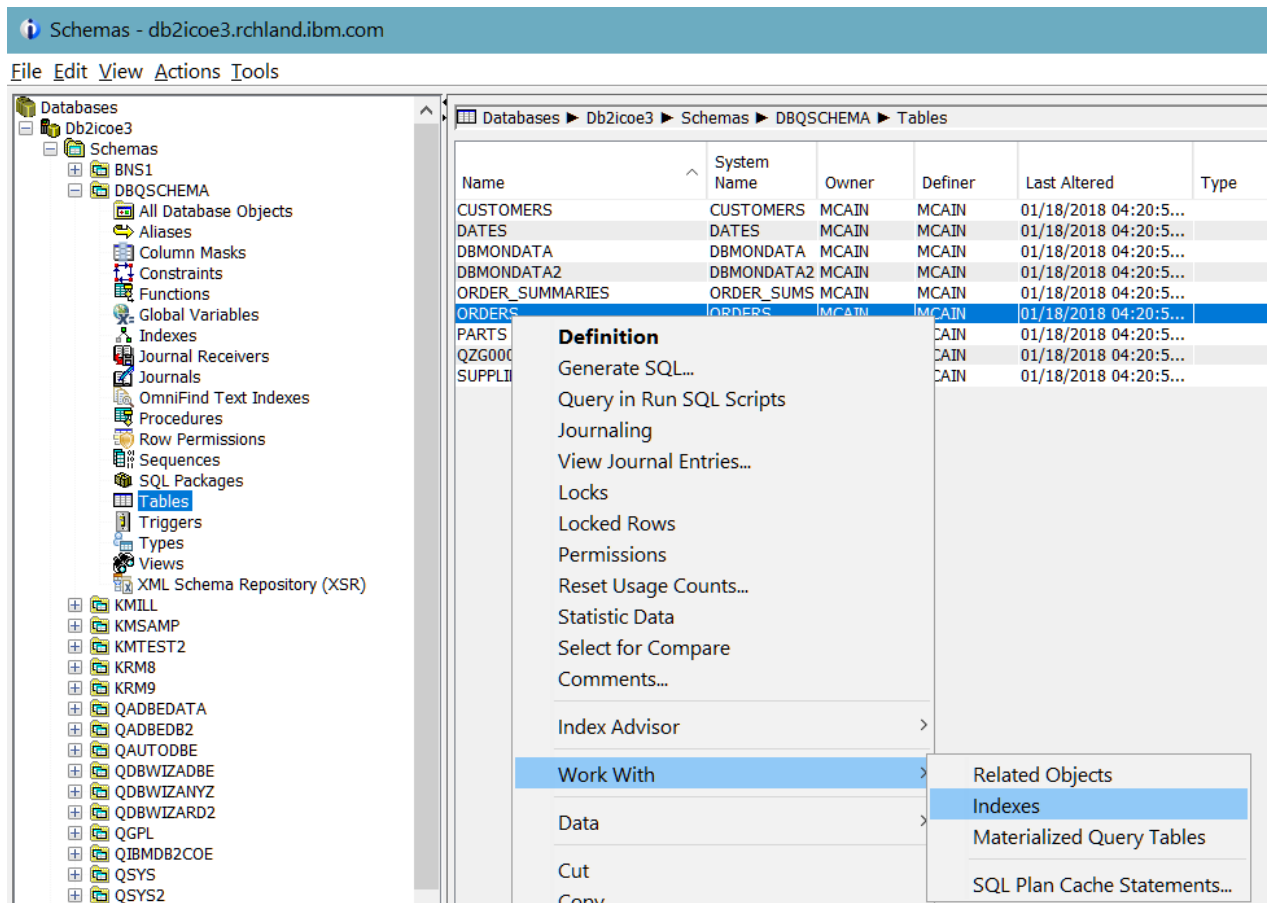 Schemas - db2icoe3.rchland.ibm.com
File Edit View Actions Tools
Databases
Db2icoe3
Schemas
BNS1
DBQSCHEMA
All Database Objects
Aliases
Column Masks
Constraints
Functions
Global Variables
Indexes
Journal Receivers
Journals
OmniFind Text Indexes
Procedures
Row Permissions
Sequences
SQL Packages
Tables
Triggers
Types
Views
XML Schema Repository (XSR)
KMILL
KMSAMP
KMTEST2
KRM8
KRM9
QADBEDATA
QADBEDB2
QAUTODBE
QDBWIZADBE
QDBWIZANYZ
QDBWIZARD2
QGPL
QIBMDB2COE
QSYS
QSYS2
Databases ▶ Db2icoe3 ▶ Schemas ▶ DBQSCHEMA ▶ Tables
Name System Name Owner Definer Last Altered Type
CUSTOMERS CUSTOMERS MCAIN MCAIN 01/18/2018 04:20:5...
DATES DATES MCAIN MCAIN 01/18/2018 04:20:5...
DBMONDATA DBMONDATA MCAIN MCAIN 01/18/2018 04:20:5...
DBMONDATA2 DBMONDATA2 MCAIN MCAIN 01/18/2018 04:20:5...
ORDER_SUMMARIES ORDER_SUMS MCAIN MCAIN 01/18/2018 04:20:5...
ORDERS ORDERS MCAIN MCAIN 01/18/2018 04:20:5...
PARTS CAIN 01/18/2018 04:20:5...
QZG000 CAIN 01/18/2018 04:20:5...
SUPPLI CAIN 01/18/2018 04:20:5...
Definition
Generate SQL...
Query in Run SQL Scripts
Journaling
View Journal Entries...
Locks
Locked Rows
Permissions
Reset Usage Counts...
Statistic Data
Select for Compare
Comments...
Index Advisor
Work With
Data
Cut
Copy
Related Objects
Indexes
Materialized Query Tables
SQL Plan Cache Statements...